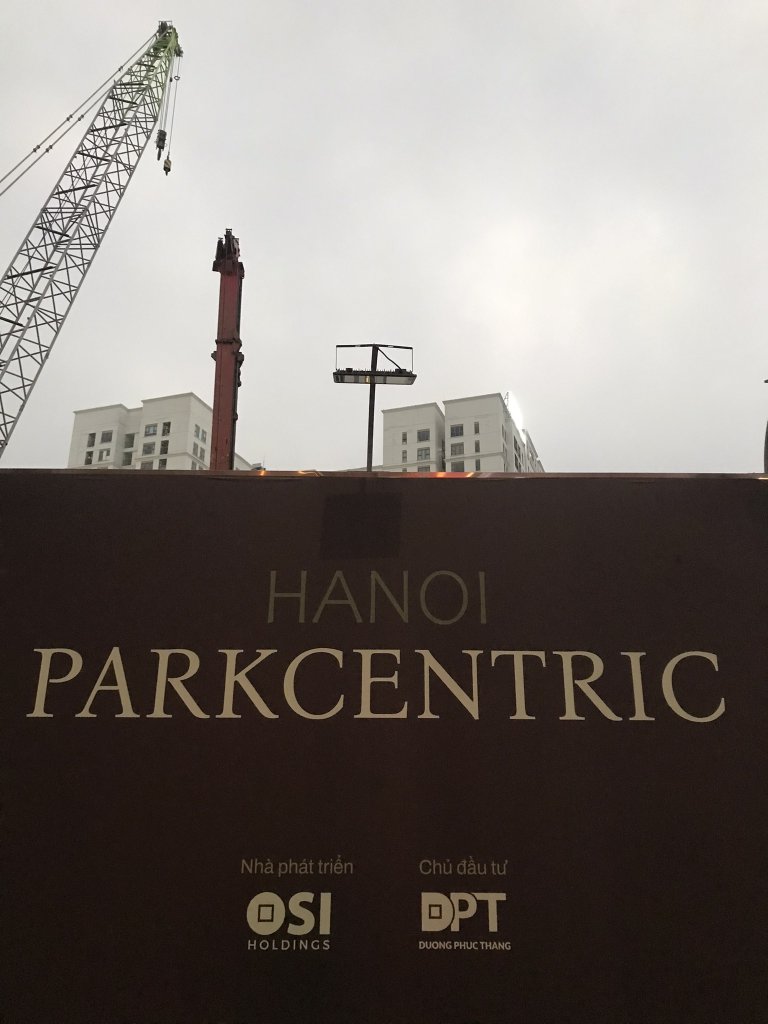 HANOI
PARKCENTRIC
Nhà phát triển
Chủ đầu tư
OSI
HOLDINGS
DPT
DUONG PHUC THANG